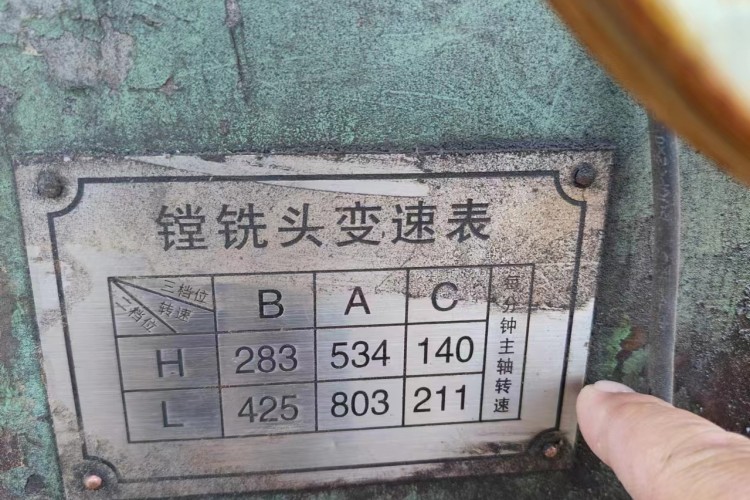 镗铣头变速表
三档位
转速
二档位
B A C
H 283 534 140
L 425 803 211
每分钟主轴转速